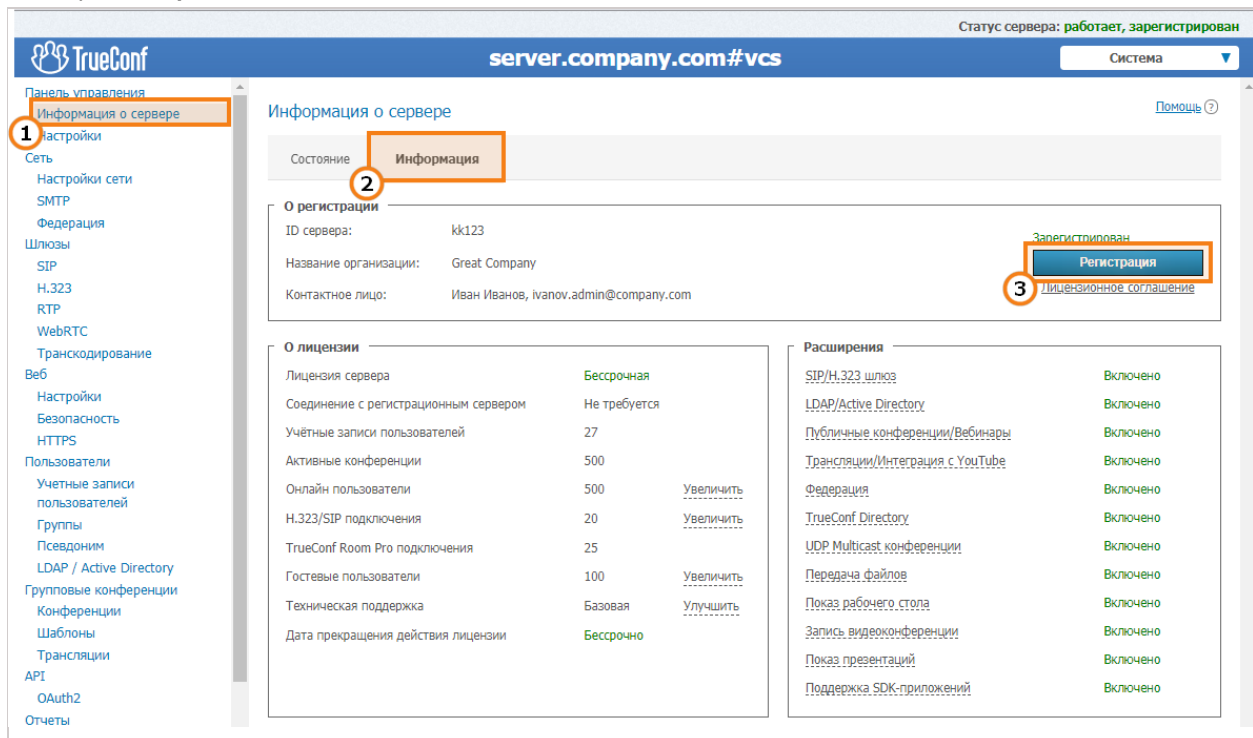 Статус сервера: работает, зарегистрирован
TrueConf
server.company.com#vcs
Система
Панель управления
Информация о сервере
1
Настройки
Сеть
Настройки сети
SMTP
Федерация
Шлюзы
SIP
H.323
RTP
WebRTC
Транскодирование
Веб
Настройки
Безопасность
HTTPS
Пользователи
Учетные записи
пользователей
Группы
Псевдоним
LDAP / Active Directory
Групповые конференции
Конференции
Шаблоны
Трансляции
API
OAuth2
Отчеты
Информация о сервере
Помощь ?
Состояние
Информация
2
О регистрации
ID сервера: kk123
Название организации: Great Company
Контактное лицо: Иван Иванов, ivanov.admin@company.com
Зарегистрирован
Регистрация
3
Лицензионное соглашение
О лицензии
Лицензия сервера Бессрочная
Соединение с регистрационным сервером Не требуется
Учётные записи пользователей 27
Активные конференции 500
Онлайн пользователи 500 Увеличить
H.323/SIP подключения 20 Увеличить
TrueConf Room Pro подключения 25
Гостевые пользователи 100 Увеличить
Техническая поддержка Базовая Улучшить
Дата прекращения действия лицензии Бессрочно
Расширения
SIP/H.323 шлюз Включено
LDAP/Active Directory Включено
Публичные конференции/Вебинары Включено
Трансляции/Интеграция с YouTube Включено
Федерация Включено
TrueConf Directory Включено
UDP Multicast конференции Включено
Передача файлов Включено
Показ рабочего стола Включено
Запись видеоконференции Включено
Показ презентаций Включено
Поддержка SDK-приложений Включено